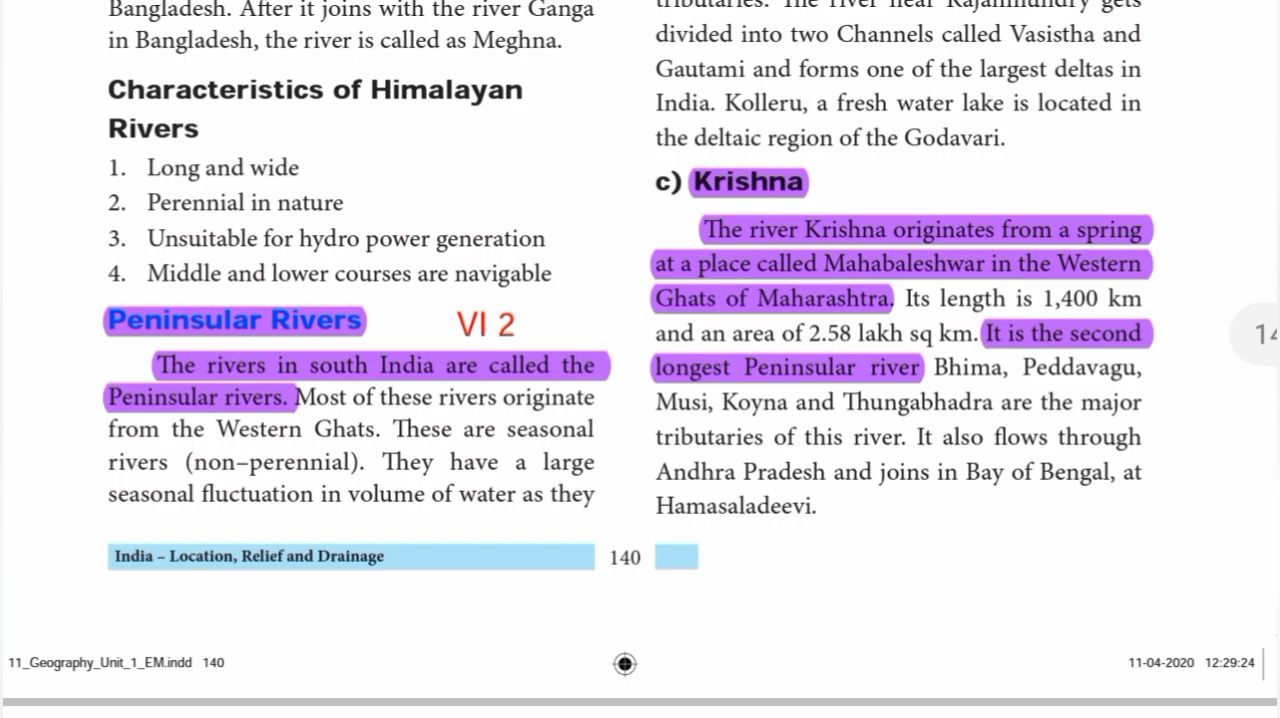 Bangladesh. After it joins with the river Ganga
in Bangladesh, the river is called as Meghna.
Characteristics of Himalayan
Rivers
1. Long and wide
2. Perennial in nature
3. Unsuitable for hydro power generation
4. Middle and lower courses are navigable
Peninsular Rivers VI 2
The rivers in south India are called the
Peninsular rivers. Most of these rivers originate
from the Western Ghats. These are seasonal
rivers (non–perennial). They have a large
seasonal fluctuation in volume of water as they
tributaries. The river near Rajahmundry gets
divided into two Channels called Vasistha and
Gautami and forms one of the largest deltas in
India. Kolleru, a fresh water lake is located in
the deltaic region of the Godavari.
c) Krishna
The river Krishna originates from a spring
at a place called Mahabaleshwar in the Western
Ghats of Maharashtra. Its length is 1,400 km
and an area of 2.58 lakh sq km. It is the second
longest Peninsular river Bhima, Peddavagu,
Musi, Koyna and Thungabhadra are the major
tributaries of this river. It also flows through
Andhra Pradesh and joins in Bay of Bengal, at
Hamasaladeevi.
India – Location, Relief and Drainage 140
11_Geography_Unit_1_EM.indd 140 11-04-2020 12:29:24